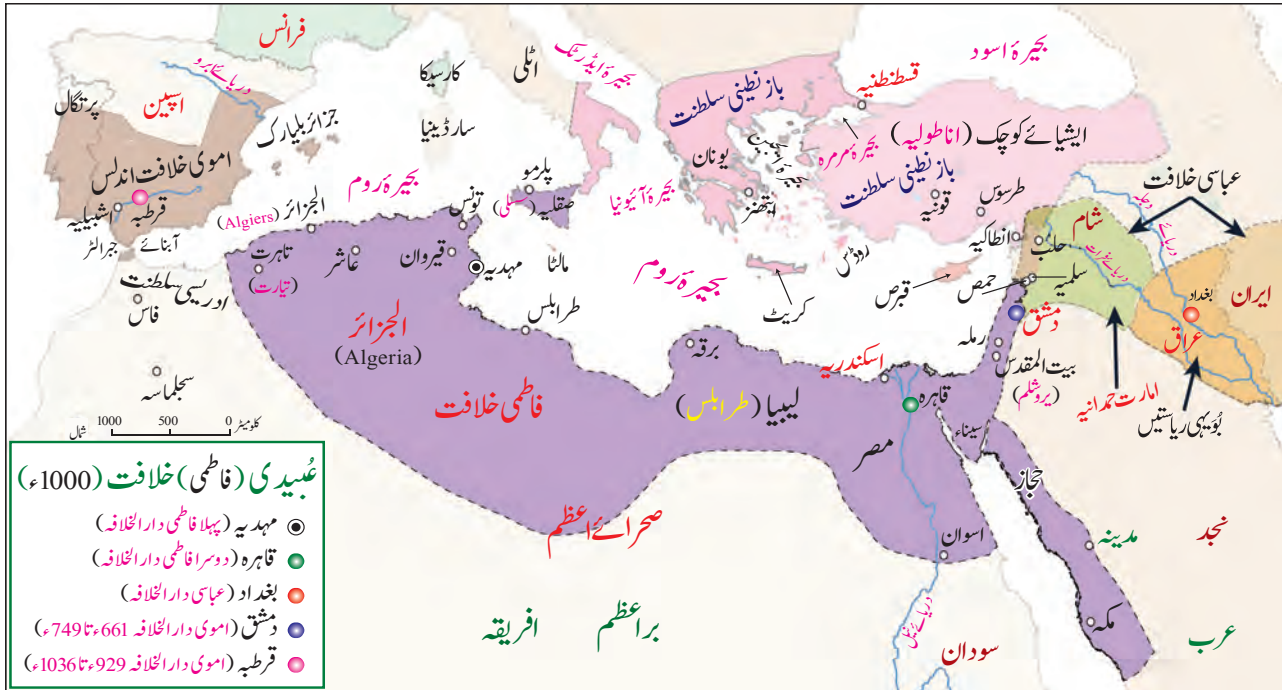 فرانس
بحیرۂ اسود
اٹلی
بحیرۂ ایڈرٹک
کارسیکا
قسطنطنیہ
دریائے ابرو
اسپین
پرتگال
بازنطینی سلطنت
سارڈینیا
جزائر بلیارک
ایشیائے کوچک (اناطولیہ)
بحیرۂ مرمرہ
یونان
اموی خلافت اندلس
عباسی خلافت
بازنطینی سلطنت
پارمو
بحیرۂ روم
طرسوس
قونیہ
دریائے دجلہ
بحیرۂ آئیونیا
ایتھنز
صقلیہ (سسلی)
تونس
الجزائر (Algiers)
قرطبہ
اشبیلیہ
شام
انطاکیہ
حلب
دریائے فرات
آبنائے جبرالٹر
تاہرت
(تیارت)
عاشر
قیروان
مہدیہ
مالٹا
روڈس
بحیرۂ روم
ادریسی سلطنت
فاس
قبرص
کریٹ
حمص
سلمیہ
بغداد
ایران
طرابلس
الجزائر
(Algeria)
دمشق
عراق
رملہ
برقہ
اسکندریہ
بیت المقدس
(یروشلم)
سجلماسہ
فاطمی خلافت
لیبیا (طرابلس)
قاہرہ
امارت حمدانیہ
بُویہی ریاستیں
سیناء
مصر
1000 500 0 کلومیٹر
شمال
حجاز
صحرائے اعظم
نجد
مدینہ
اسوان
براعظم افریقہ
دریائے نیل
مکہ
عرب
سودان
عُبیدی (فاطمی) خلافت (1000ء)
مہدیہ (پہلا فاطمی دارالخلافہ)
قاہرہ (دوسرا فاطمی دارالخلافہ)
بغداد (عباسی دارالخلافہ)
دمشق (اموی دارالخلافہ 661ء تا 749ء)
قرطبہ (اموی دارالخلافہ 929ء تا 1036ء)